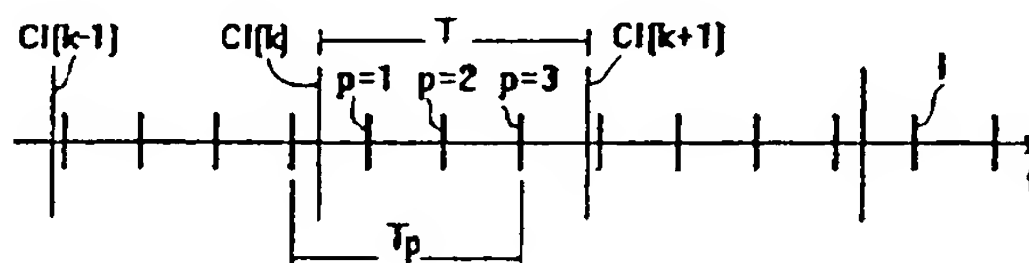 CI[k-1] CI[k] T CI[k+1]
p=1 p=2 p=3 I
t
Tp